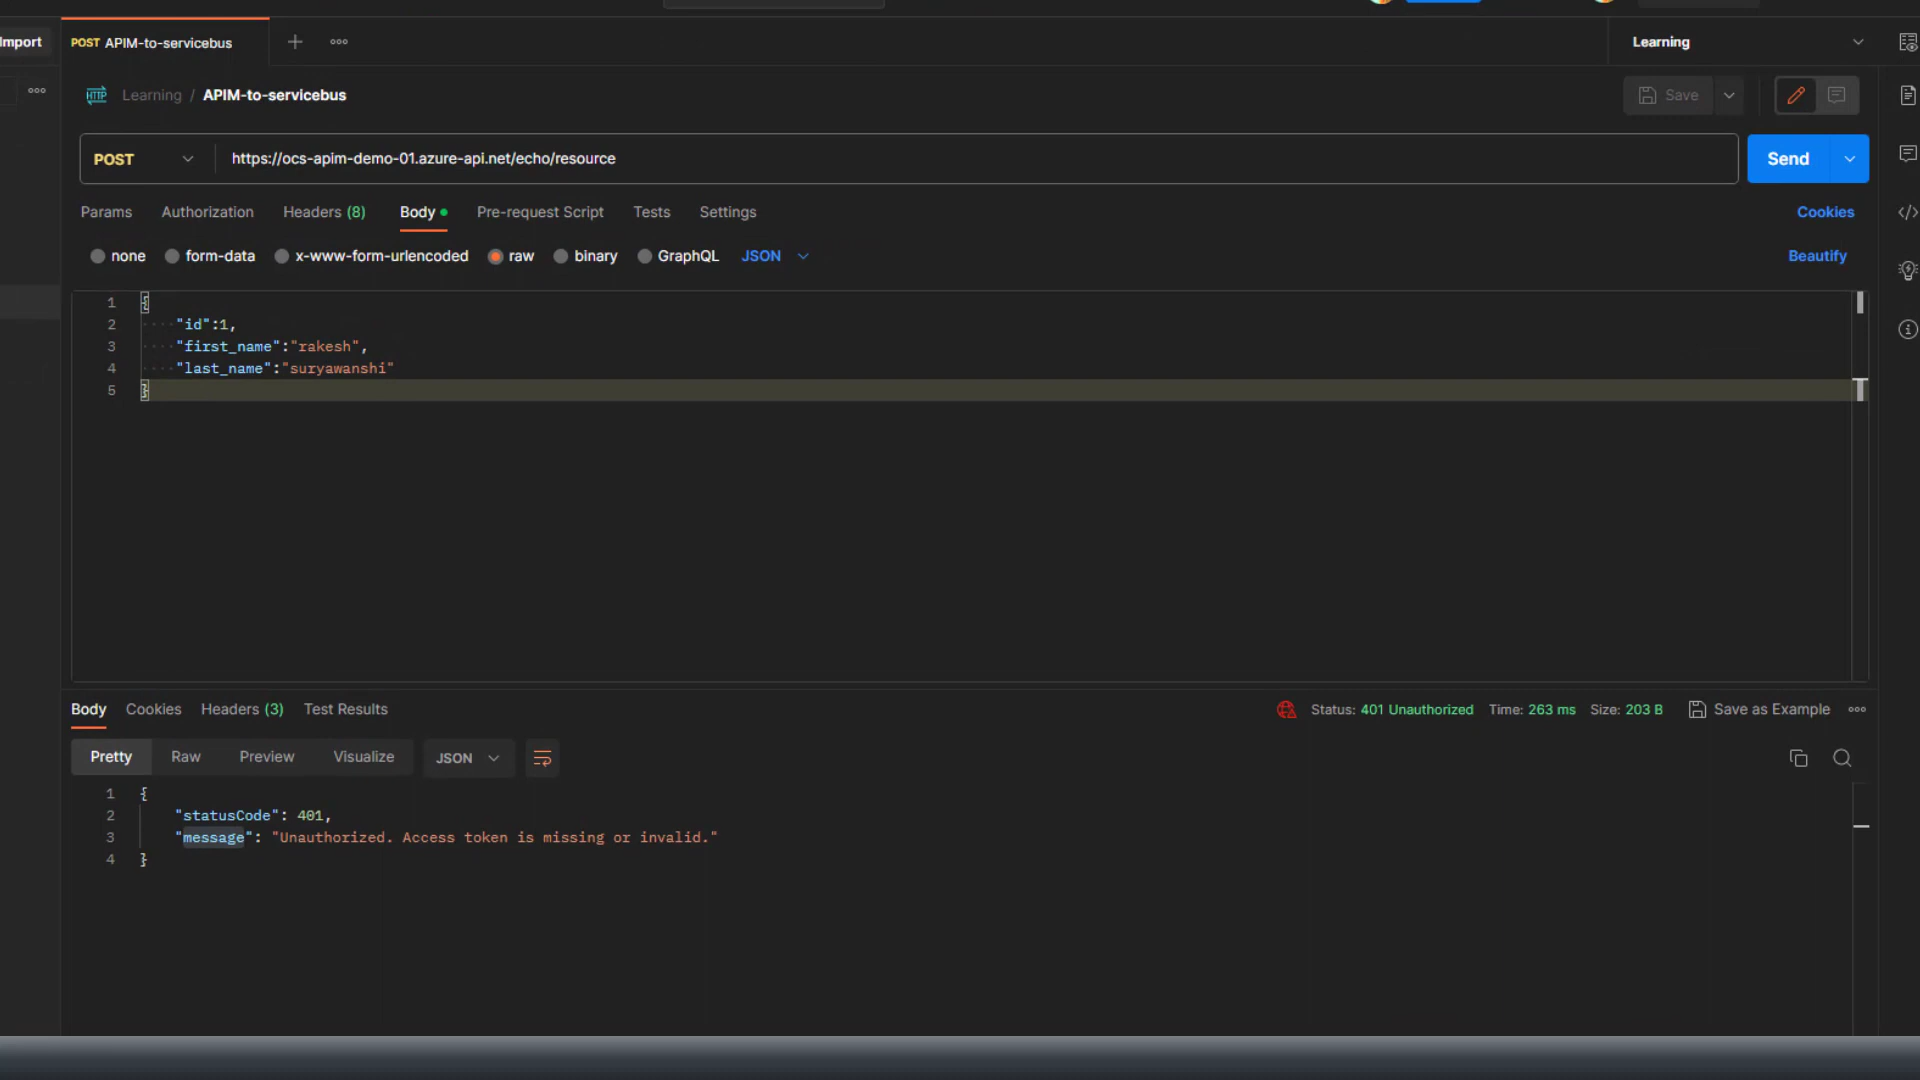 Import
POST APIM-to-servicebus
Learning
HTTP Learning / APIM-to-servicebus
Save
POST https://ocs-apim-demo-01.azure-api.net/echo/resource
Send
Params Authorization Headers (8) Body Pre-request Script Tests Settings Cookies
none form-data x-www-form-urlencoded raw binary GraphQL JSON Beautify
1 {
2 "id":1,
3 "first_name":"rakesh",
4 "last_name":"suryawanshi"
5 }
Body Cookies Headers (3) Test Results Status: 401 Unauthorized Time: 263 ms Size: 203 B Save as Example
Pretty Raw Preview Visualize JSON
1 {
2 "statusCode": 401,
3 "message": "Unauthorized. Access token is missing or invalid."
4 }